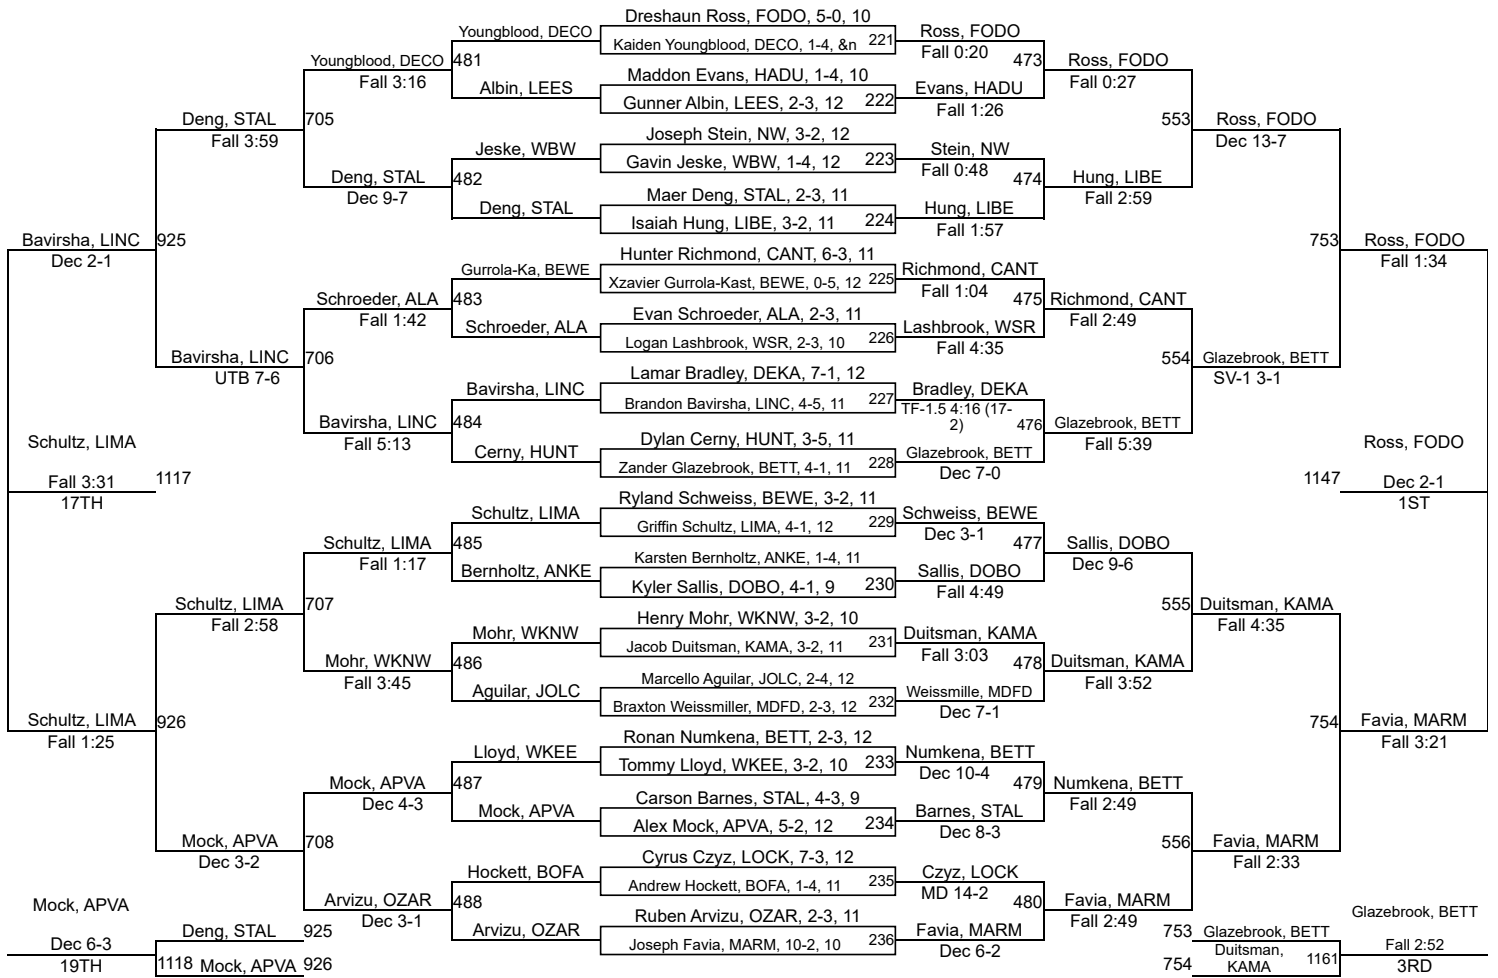 Dreshaun Ross, FODO, 5-0, 10
Kaiden Youngblood, DECO, 1-4, &n
221
Maddon Evans, HADU, 1-4, 10
Gunner Albin, LEES, 2-3, 12
222
Joseph Stein, NW, 3-2, 12
Gavin Jeske, WBW, 1-4, 12
223
Maer Deng, STAL, 2-3, 11
Isaiah Hung, LIBE, 3-2, 11
224
Hunter Richmond, CANT, 6-3, 11
Xzavier Gurrola-Kast, BEWE, 0-5, 12
225
Evan Schroeder, ALA, 2-3, 11
Logan Lashbrook, WSR, 2-3, 10
226
Lamar Bradley, DEKA, 7-1, 12
Brandon Bavirsha, LINC, 4-5, 11
227
Dylan Cerny, HUNT, 3-5, 11
Zander Glazebrook, BETT, 4-1, 11
228
Ryland Schweiss, BEWE, 3-2, 11
Griffin Schultz, LIMA, 4-1, 12
229
Karsten Bernholtz, ANKE, 1-4, 11
Kyler Sallis, DOBO, 4-1, 9
230
Henry Mohr, WKNW, 3-2, 10
Jacob Duitsman, KAMA, 3-2, 11
231
Marcello Aguilar, JOLC, 2-4, 12
Braxton Weissmiller, MDFD, 2-3, 12
232
Ronan Numkena, BETT, 2-3, 12
Tommy Lloyd, WKEE, 3-2, 10
233
Carson Barnes, STAL, 4-3, 9
Alex Mock, APVA, 5-2, 12
234
Cyrus Czyz, LOCK, 7-3, 12
Andrew Hockett, BOFA, 1-4, 11
235
Ruben Arvizu, OZAR, 2-3, 11
Joseph Favia, MARM, 10-2, 10
236
Ross, FODO
Fall 0:20
473
Evans, HADU
Fall 1:26
Stein, NW
Fall 0:48
474
Hung, LIBE
Fall 1:57
Richmond, CANT
Fall 1:04
475
Lashbrook, WSR
Fall 4:35
Bradley, DEKA
TF-1.5 4:16 (17-
2)
476
Glazebrook, BETT
Dec 7-0
Schweiss, BEWE
Dec 3-1
477
Sallis, DOBO
Fall 4:49
Duitsman, KAMA
Fall 3:03
478
Weissmille, MDFD
Dec 7-1
Numkena, BETT
Dec 10-4
479
Barnes, STAL
Dec 8-3
Czyz, LOCK
MD 14-2
480
Favia, MARM
Dec 6-2
Ross, FODO
Fall 0:27
553
Hung, LIBE
Fall 2:59
Richmond, CANT
Fall 2:49
554
Glazebrook, BETT
Fall 5:39
Sallis, DOBO
Dec 9-6
555
Duitsman, KAMA
Fall 3:52
Numkena, BETT
Fall 2:49
556
Favia, MARM
Fall 2:49
Ross, FODO
Dec 13-7
753
Glazebrook, BETT
SV-1 3-1
Duitsman, KAMA
Fall 4:35
754
Favia, MARM
Fall 2:33
Ross, FODO
Fall 1:34
Ross, FODO
1147
Dec 2-1
1ST
Favia, MARM
Fall 3:21
753
Glazebrook, BETT
754
Duitsman,
KAMA
1161
Glazebrook, BETT
Fall 2:52
3RD
Youngblood, DECO
481
Albin, LEES
Jeske, WBW
482
Deng, STAL
Gurrola-Ka, BEWE
483
Schroeder, ALA
Bavirsha, LINC
484
Cerny, HUNT
Schultz, LIMA
485
Bernholtz, ANKE
Mohr, WKNW
486
Aguilar, JOLC
Lloyd, WKEE
487
Mock, APVA
Hockett, BOFA
488
Arvizu, OZAR
Youngblood, DECO
Fall 3:16
705
Deng, STAL
Dec 9-7
Schroeder, ALA
Fall 1:42
706
Bavirsha, LINC
Fall 5:13
Schultz, LIMA
Fall 1:17
707
Mohr, WKNW
Fall 3:45
Mock, APVA
Dec 4-3
708
Arvizu, OZAR
Dec 3-1
Deng, STAL
Fall 3:59
925
Bavirsha, LINC
UTB 7-6
Schultz, LIMA
Fall 2:58
926
Mock, APVA
Dec 3-2
Bavirsha, LINC
Dec 2-1
Schultz, LIMA
1117
Fall 3:31
17TH
Schultz, LIMA
Fall 1:25
Mock, APVA
Dec 6-3
19TH
Deng, STAL
925
1118
Mock, APVA
926